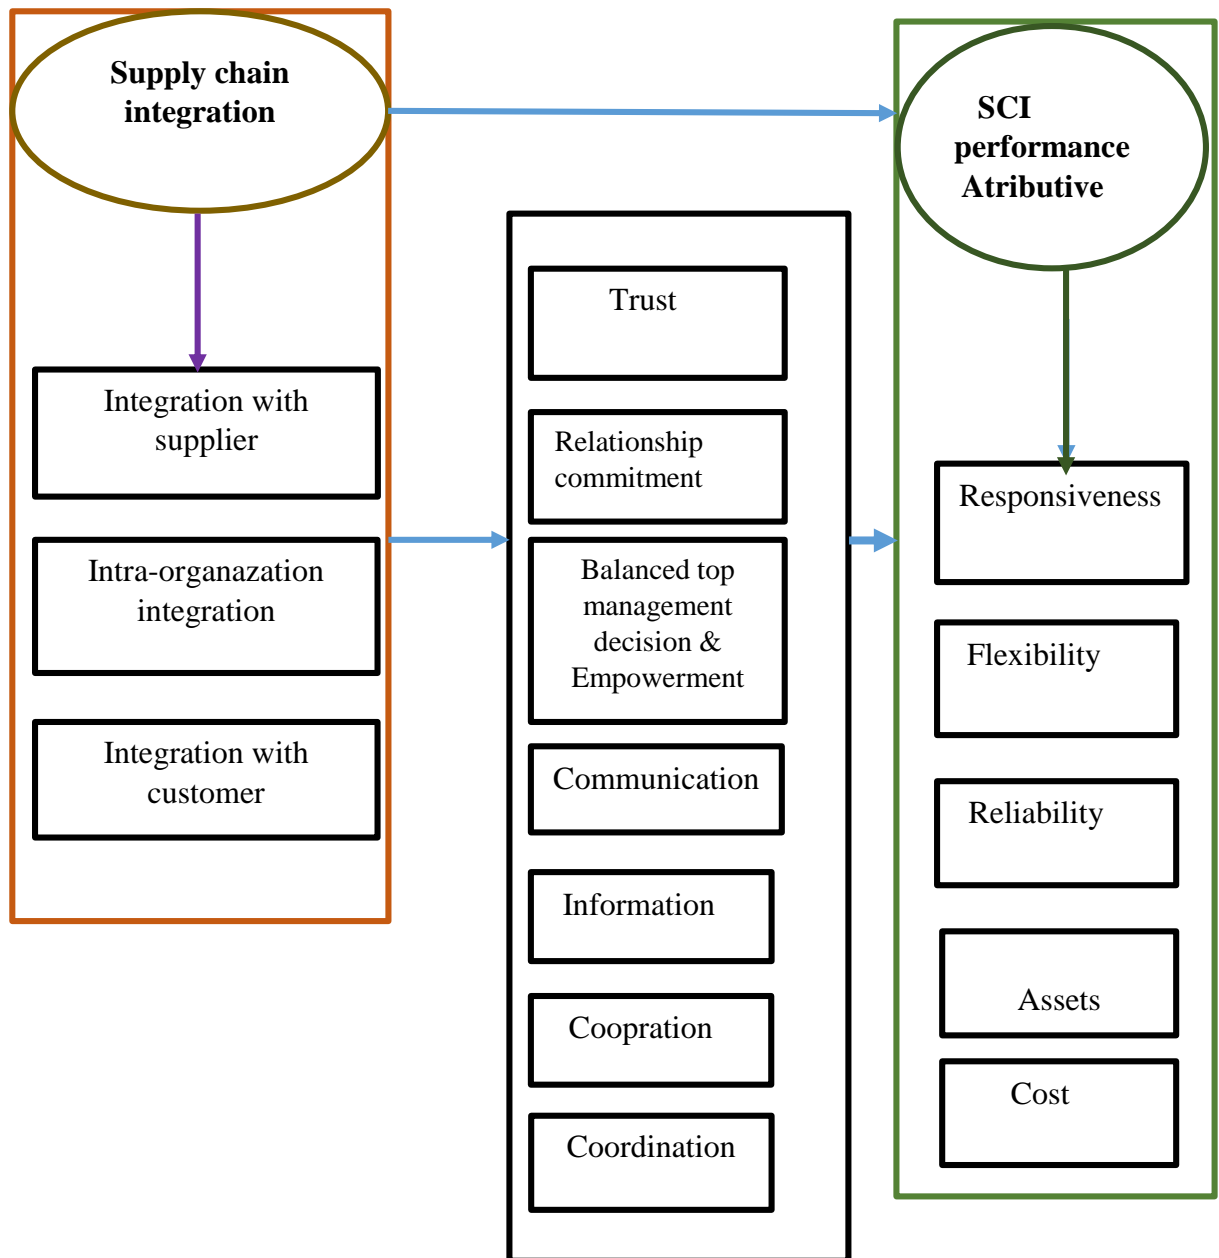 Supply chain
integration
Integration with
supplier
Intra-organazation
integration
Integration with
customer
Trust
Relationship
commitment
Balanced top
management
decision &
Empowerment
Communication
Information
Coopration
Coordination
SCI
performance
Atributive
Responsiveness
Flexibility
Reliability
Assets
Cost